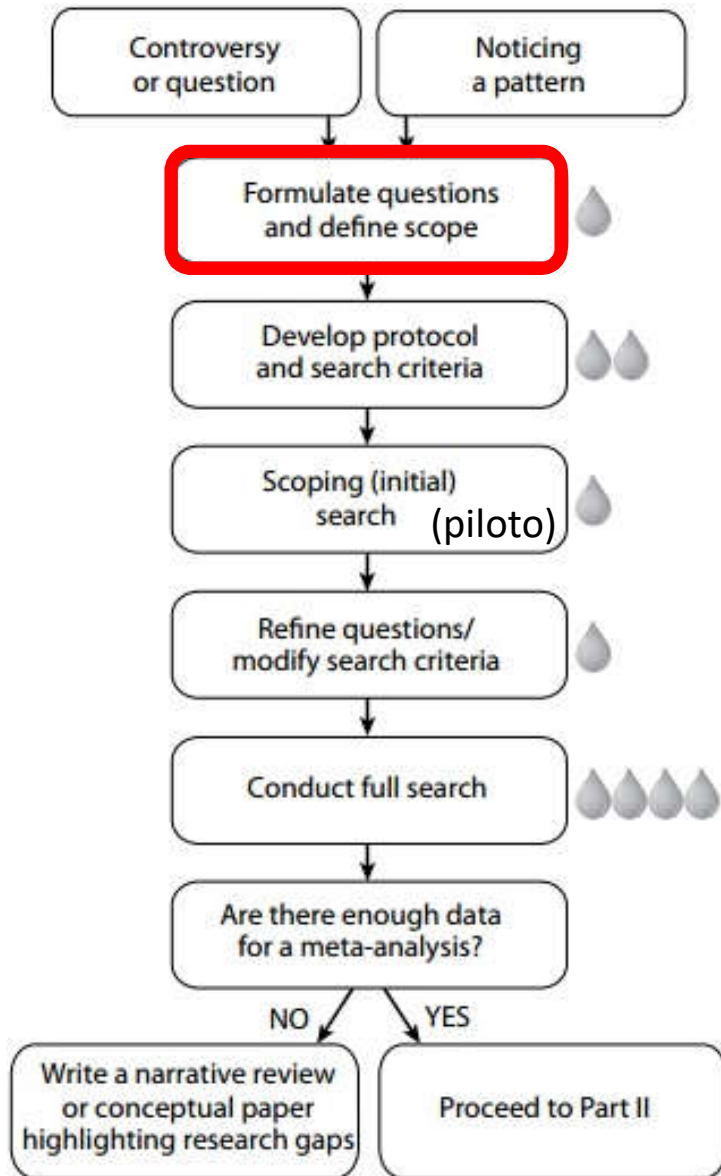 Controversy
or question
Noticing
a pattern
Formulate questions
and define scope
Develop protocol
and search criteria
Scoping (initial)
search
(piloto)
Refine questions/
modify search criteria
Conduct full search
Are there enough data
for a meta-analysis?
NO
YES
Write a narrative review
or conceptual paper
highlighting research gaps
Proceed to Part II